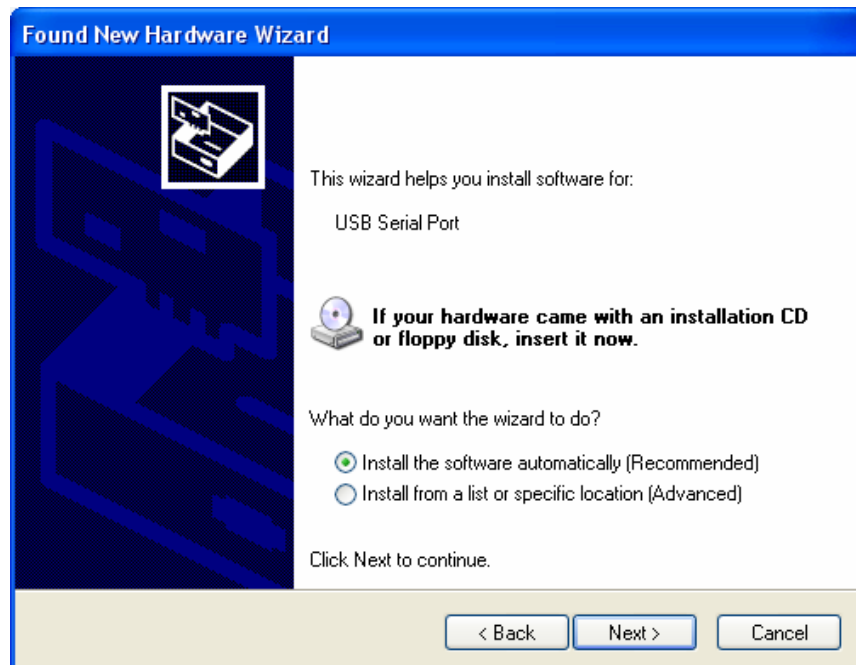 Found New Hardware Wizard
This wizard helps you install software for:
USB Serial Port
If your hardware came with an installation CD
or floppy disk, insert it now.
What do you want the wizard to do?
Install the software automatically (Recommended)
Install from a list or specific location (Advanced)
Click Next to continue.
< Back
Next >
Cancel